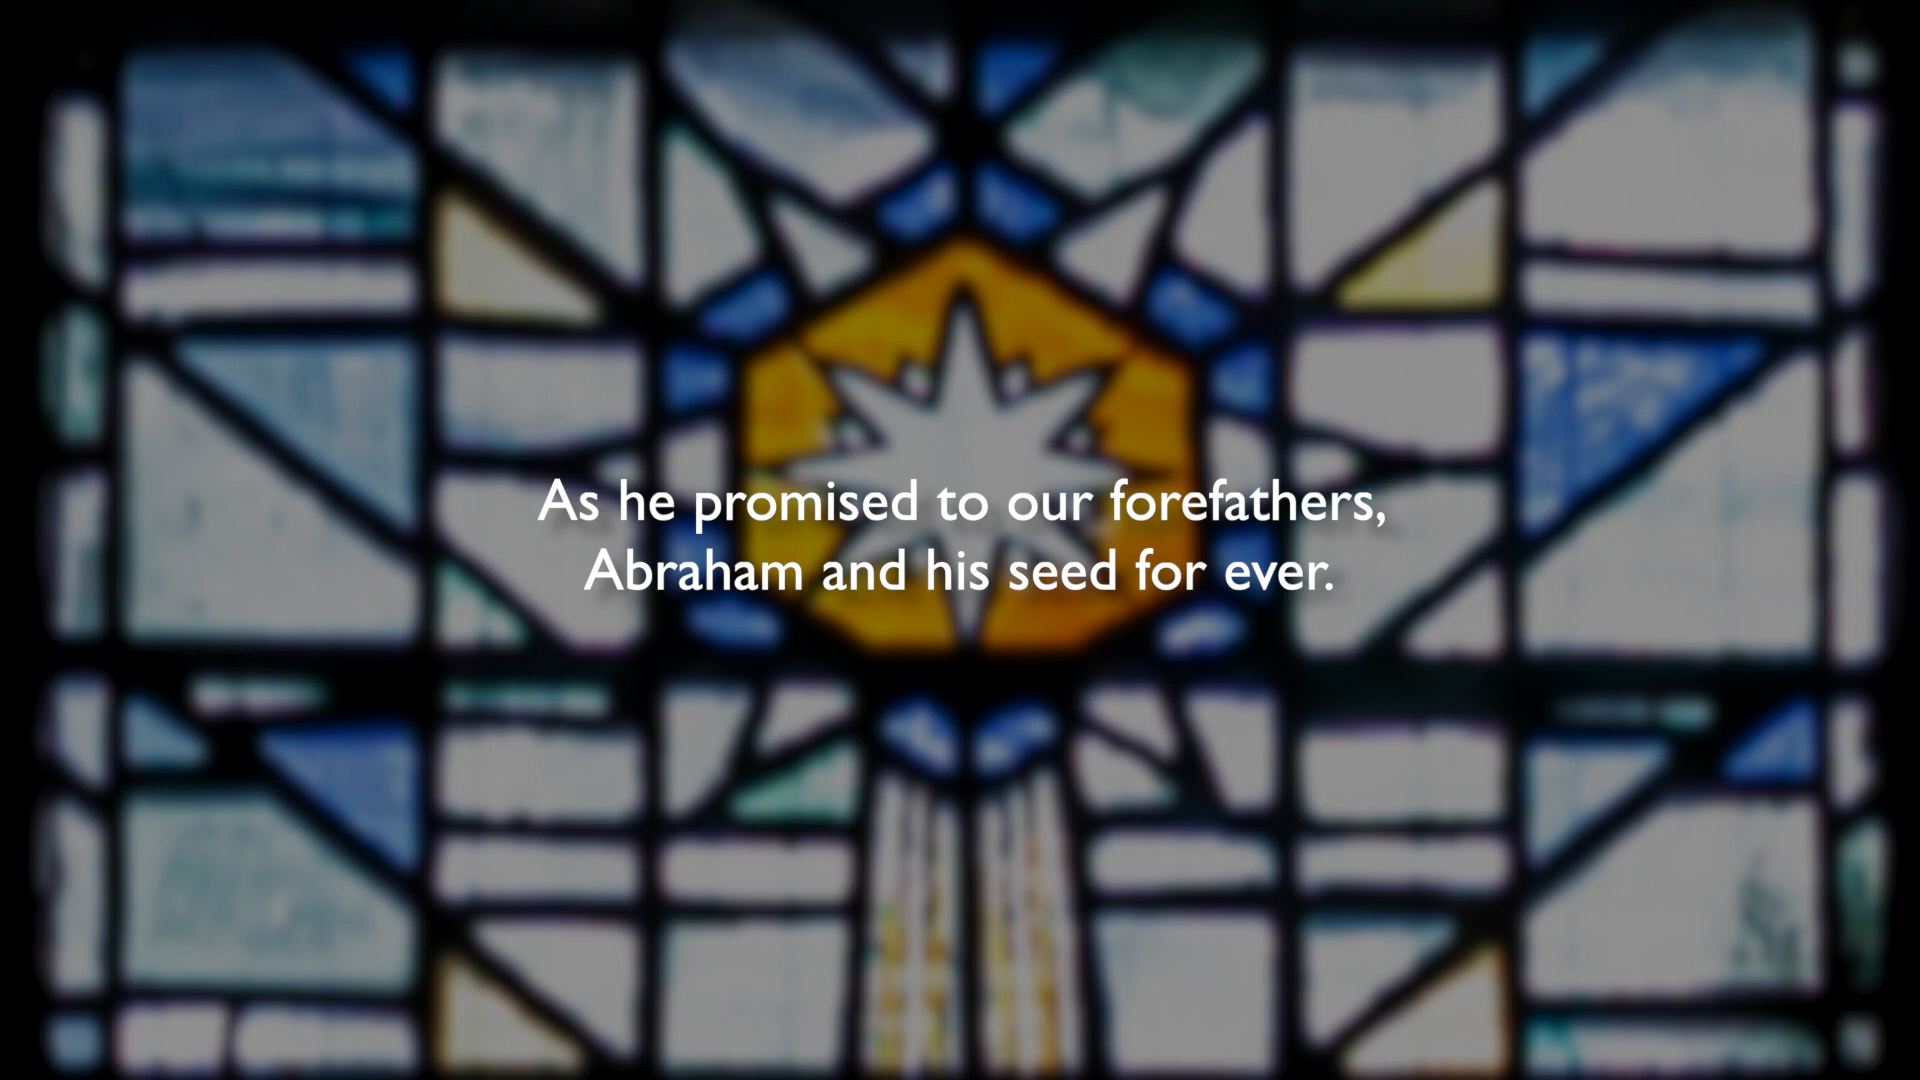 As he promised to our forefathers,
Abraham and his seed for ever.